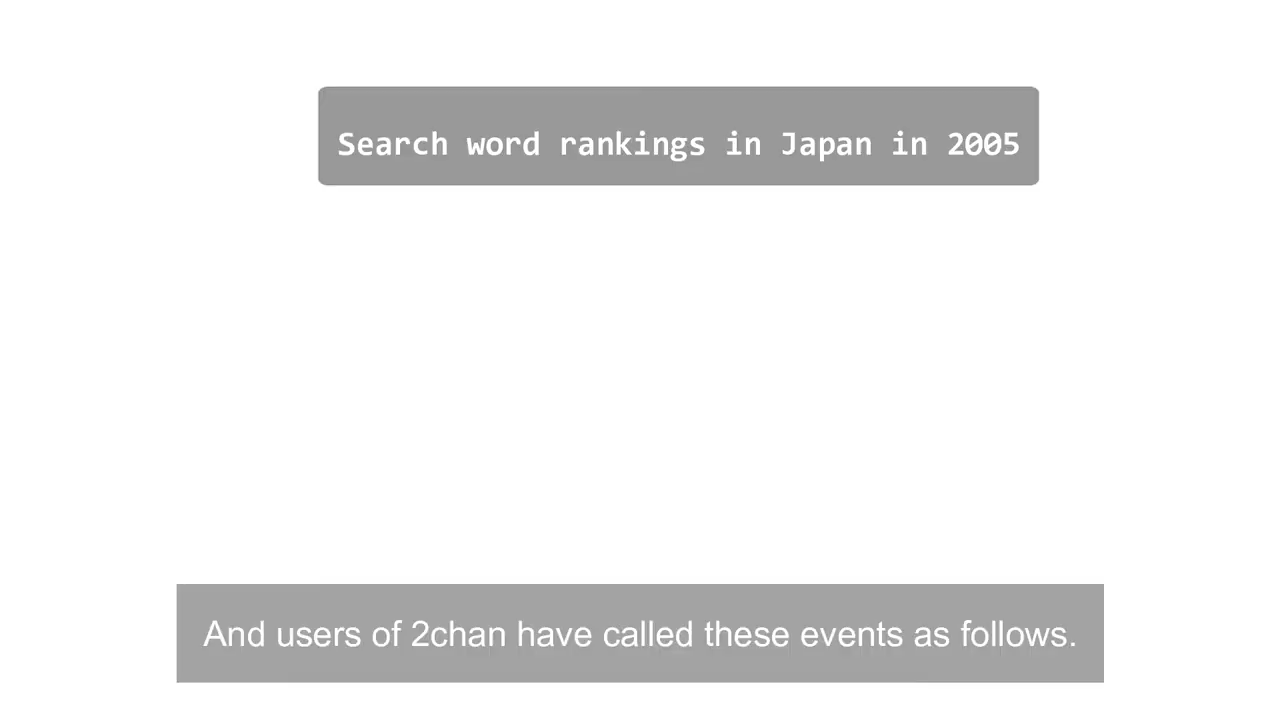 Search word rankings in Japan in 2005
And users of 2chan have called these events as follows.